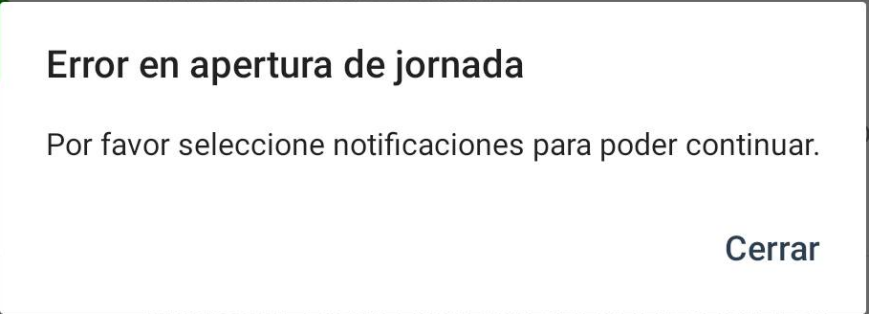 Error en apertura de jornada
Por favor seleccione notificaciones para poder continuar.
Cerrar